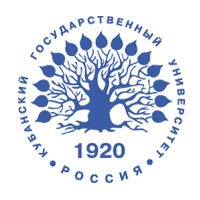 КУБАНСКИЙ ГОСУДАРСТВЕННЫЙ УНИВЕРСИТЕТ
1920
РОССИЯ